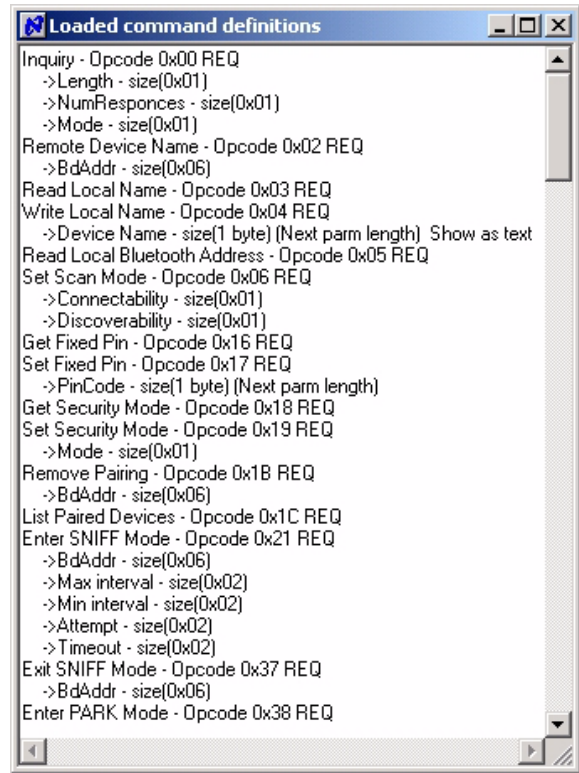 Loaded command definitions
Inquiry - Opcode 0x00 REQ
->Length - size(0x01)
->NumResponces - size(0x01)
->Mode - size(0x01)
Remote Device Name - Opcode 0x02 REQ
->BdAddr - size(0x06)
Read Local Name - Opcode 0x03 REQ
Write Local Name - Opcode 0x04 REQ
->Device Name - size(1 byte) (Next parm length)  Show as text
Read Local Bluetooth Address - Opcode 0x05 REQ
Set Scan Mode - Opcode 0x06 REQ
->Connectability - size(0x01)
->Discoverability - size(0x01)
Get Fixed Pin - Opcode 0x16 REQ
Set Fixed Pin - Opcode 0x17 REQ
->PinCode - size(1 byte) (Next parm length)
Get Security Mode - Opcode 0x18 REQ
Set Security Mode - Opcode 0x19 REQ
->Mode - size(0x01)
Remove Pairing - Opcode 0x1B REQ
->BdAddr - size(0x06)
List Paired Devices - Opcode 0x1C REQ
Enter SNIFF Mode - Opcode 0x21 REQ
->BdAddr - size(0x06)
->Max interval - size(0x02)
->Min interval - size(0x02)
->Attempt - size(0x02)
->Timeout - size(0x02)
Exit SNIFF Mode - Opcode 0x37 REQ
->BdAddr - size(0x06)
Enter PARK Mode - Opcode 0x38 REQ